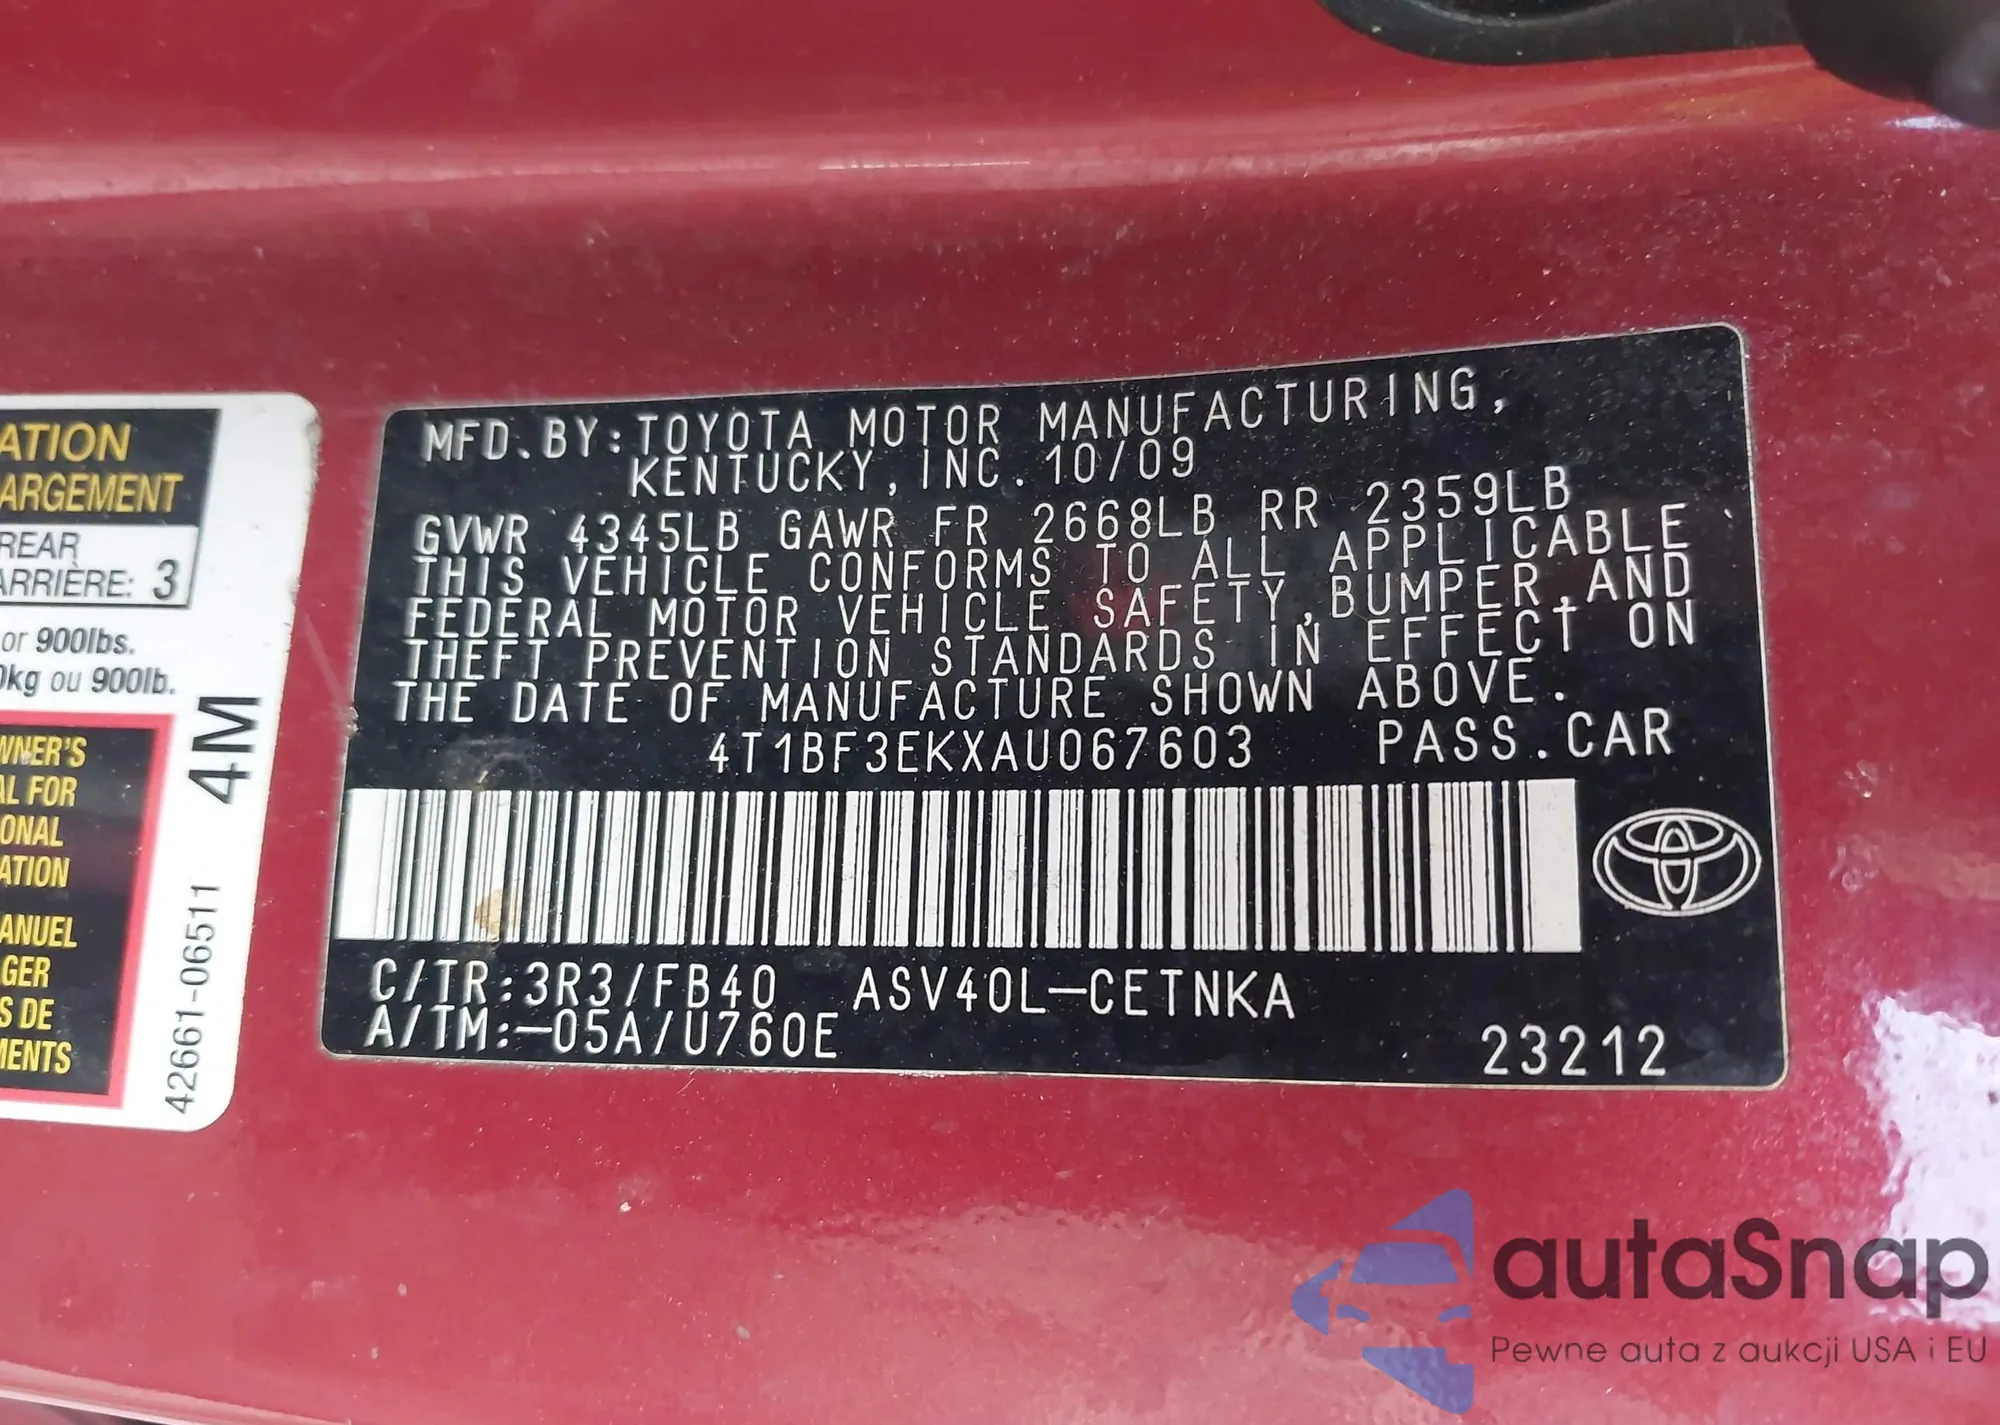 MFD.BY:TOYOTA MOTOR MANUFACTURING,
KENTUCKY,INC.10/09
GVWR 4345LB GAWR FR 2668LB RR 2359LB
THIS VEHICLE CONFORMS TO ALL APPLICABLE
FEDERAL MOTOR VEHICLE SAFETY,BUMPER,AND
THEFT PREVENTION STANDARDS IN EFFECT ON
THE DATE OF MANUFACTURE SHOWN ABOVE.
4T1BF3EKXAU067603 PASS.CAR
C/TR:3R3/FB40 ASV40L-CETNKA
A/TM:-05A/U760E
23212
ATION
ARGEMENT
REAR
ARRIÈRE: 3
or 900lbs.
0kg ou 900lb.
WNER'S
AL FOR
ONAL
ATION
ANUEL
GER
S DE
MENTS
4M
42661-06511
autaSnap
Pewne auta z aukcji USA i EU